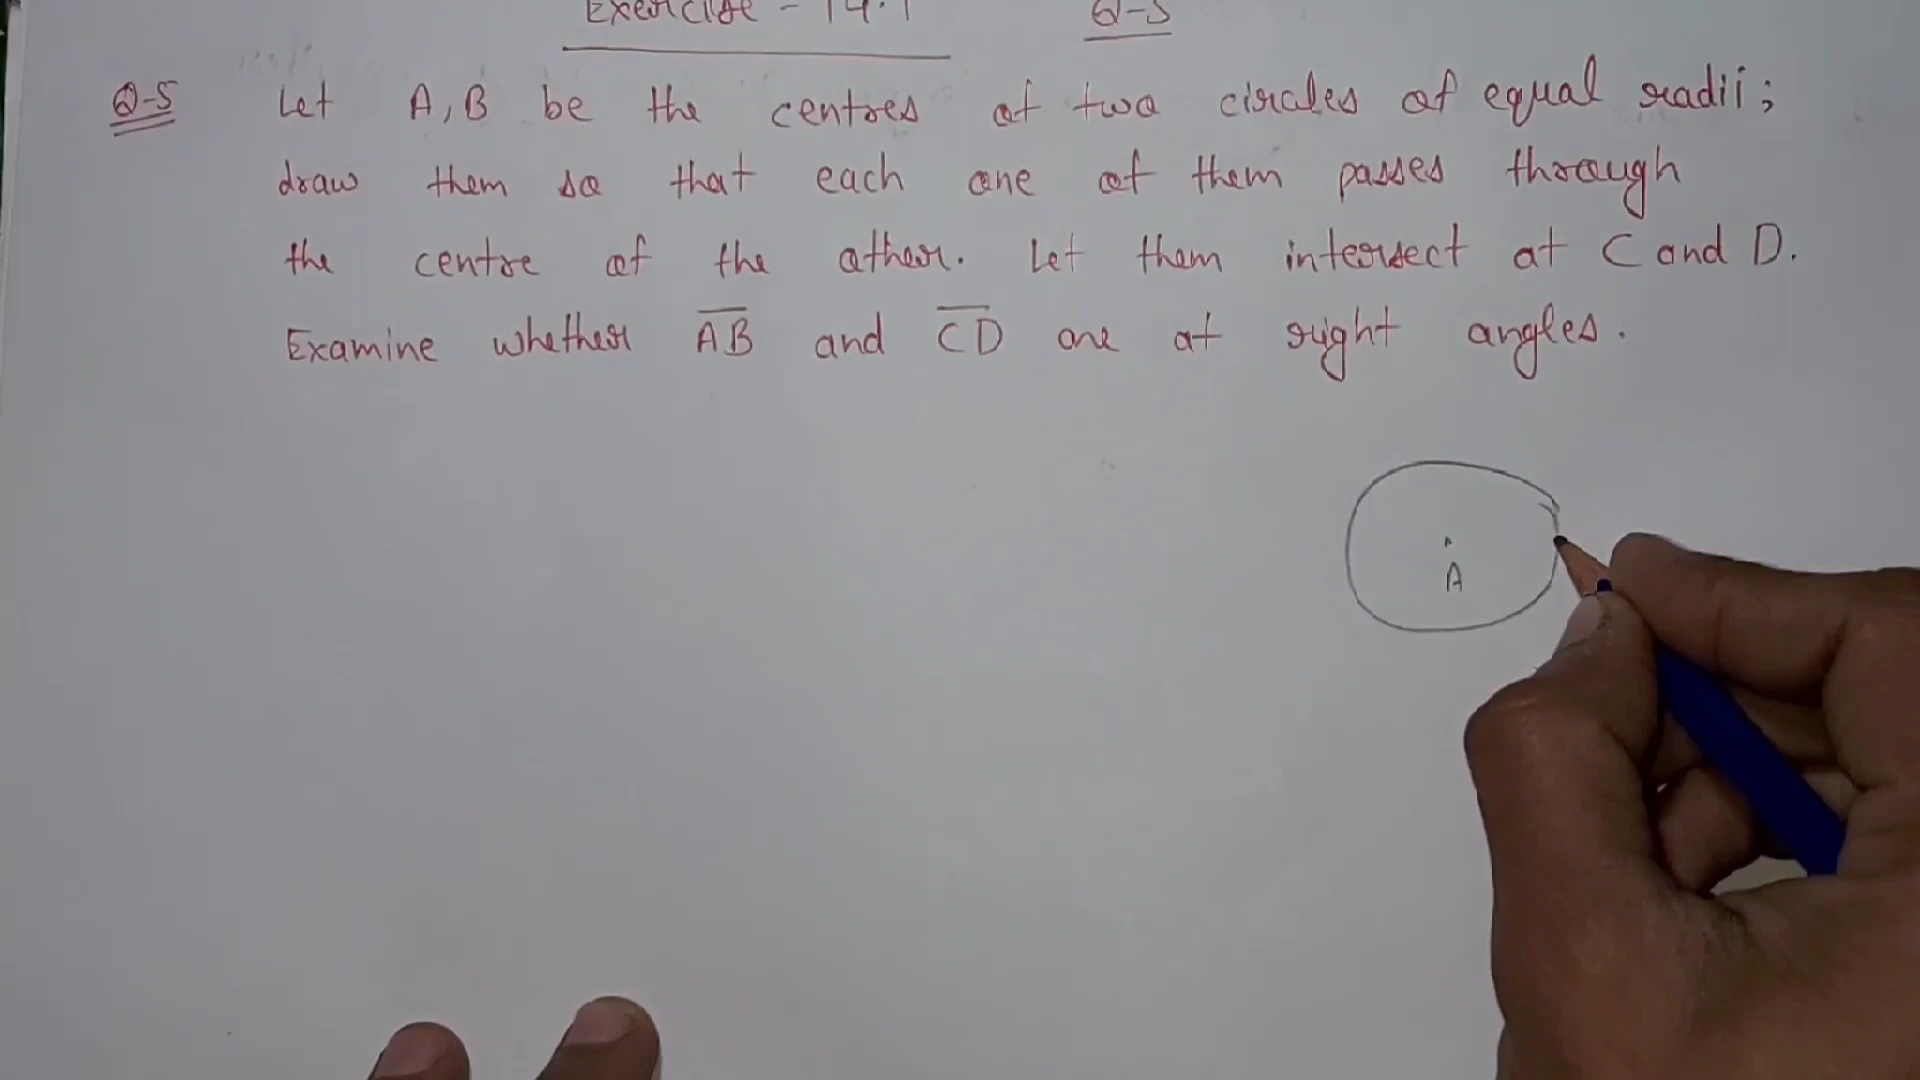 Exercise - 14.1 Q-5
Q-5 Let A, B be the centres of two circles of equal radii;
draw them so that each one of them passes through
the centre of the other. Let them intersect at C and D.
Examine whether A̅B̅ and C̅D̅ are at right angles.
A